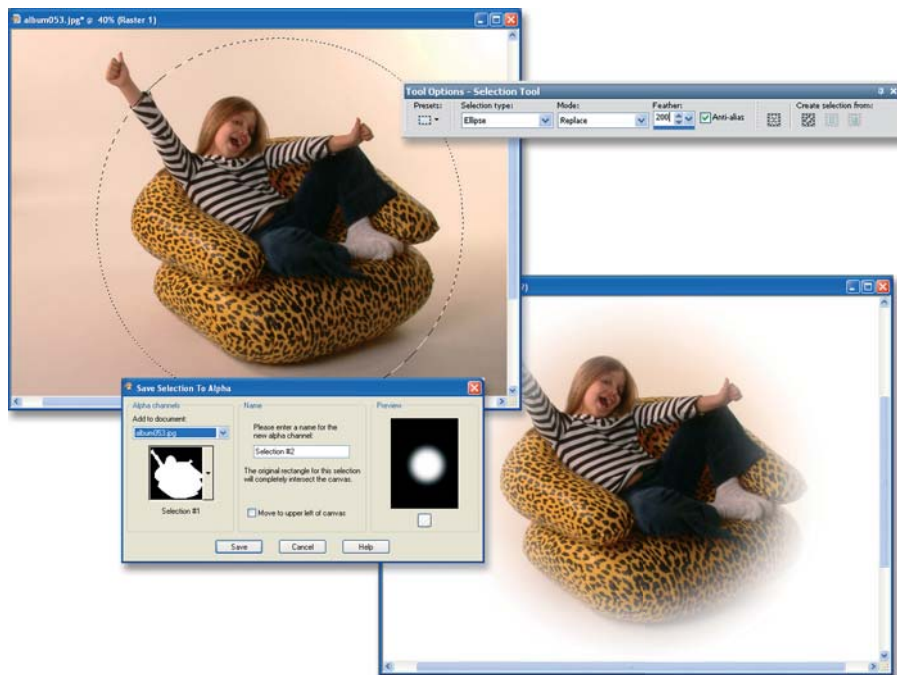 album053.jpg* @ 40% (Raster 1)
Tool Options - Selection Tool
Presets:
Selection type:
Mode:
Feather:
Create selection from:
Ellipse
Replace
200
Anti-alias
Save Selection To Alpha
Alpha channels
Name
Preview
Add to document:
album053.jpg
Please enter a name for the
new alpha channel:
Selection #2
The original rectangle for this selection
will completely intersect the canvas.
Selection #1
Move to upper left of canvas
Save
Cancel
Help